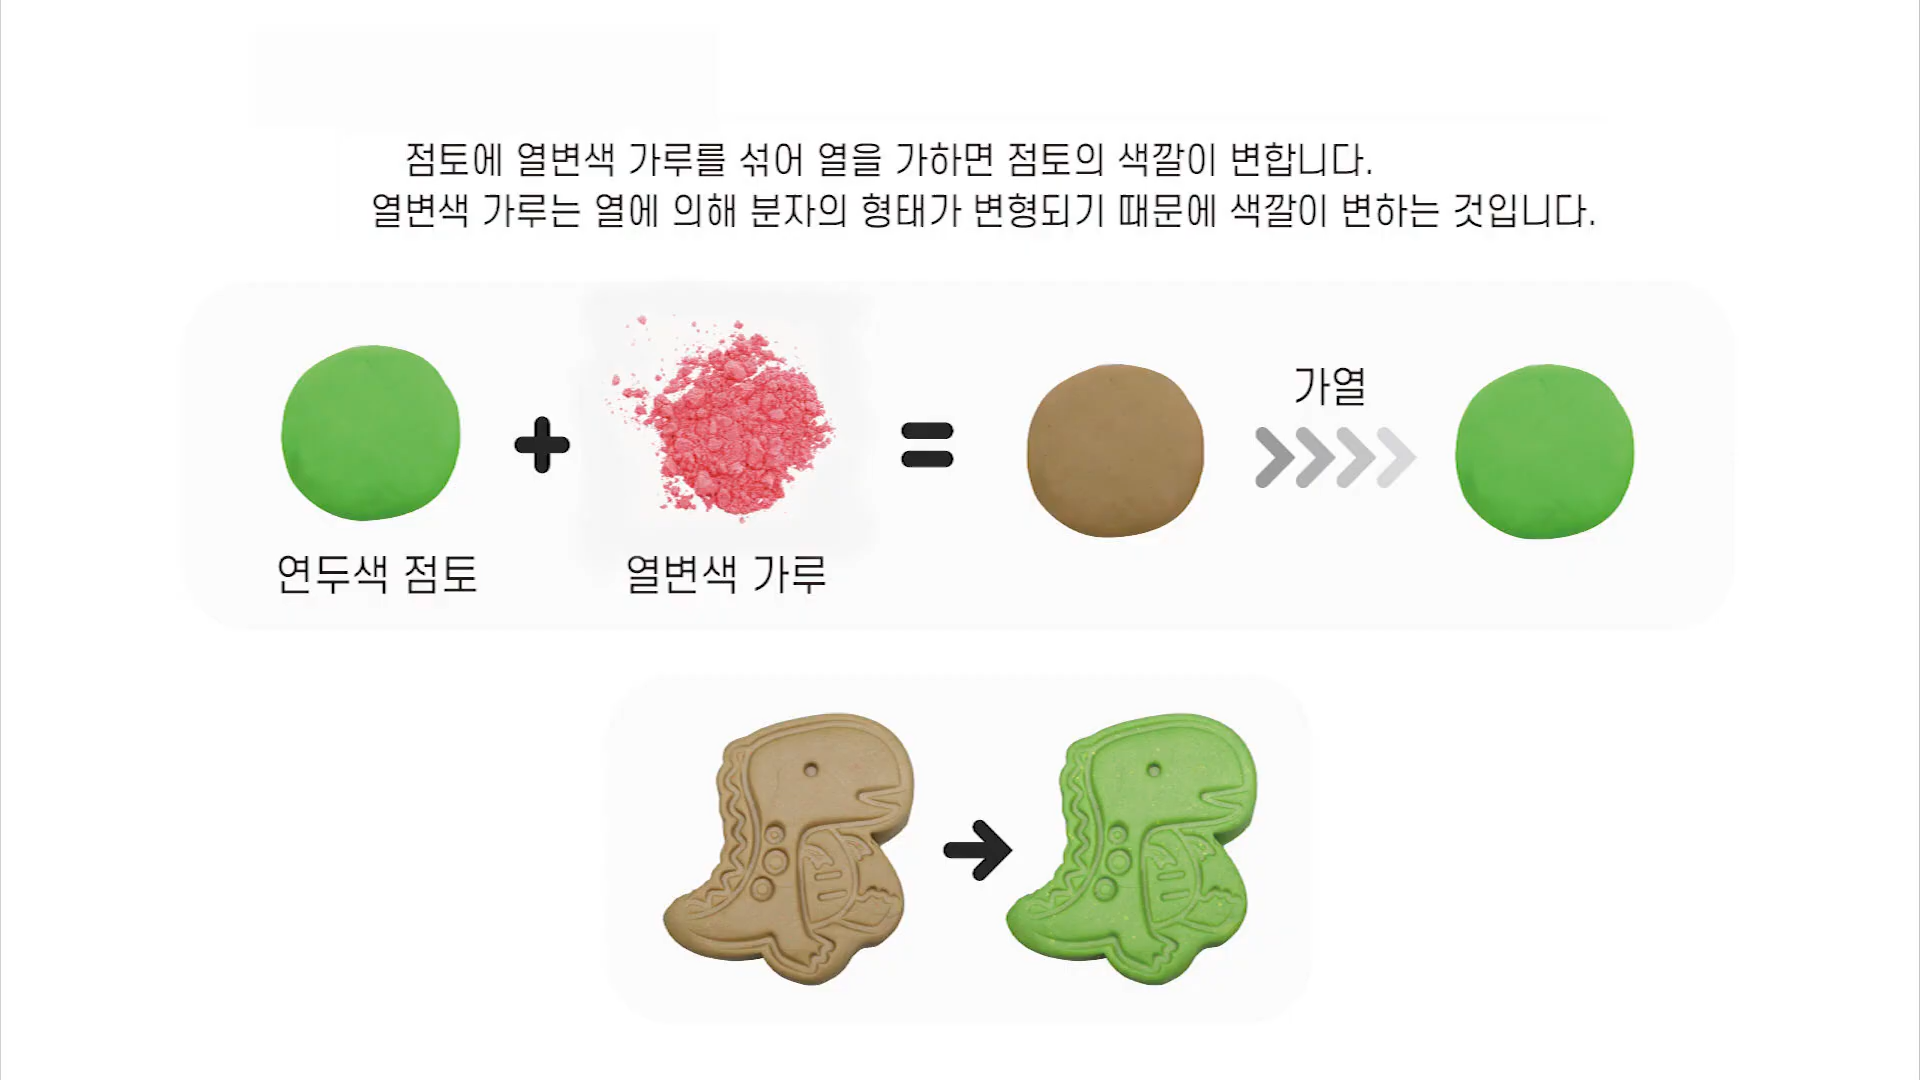 점토에 열변색 가루를 섞어 열을 가하면 점토의 색깔이 변합니다.
열변색 가루는 열에 의해 분자의 형태가 변형되기 때문에 색깔이 변하는 것입니다.
가열
연두색 점토
열변색 가루